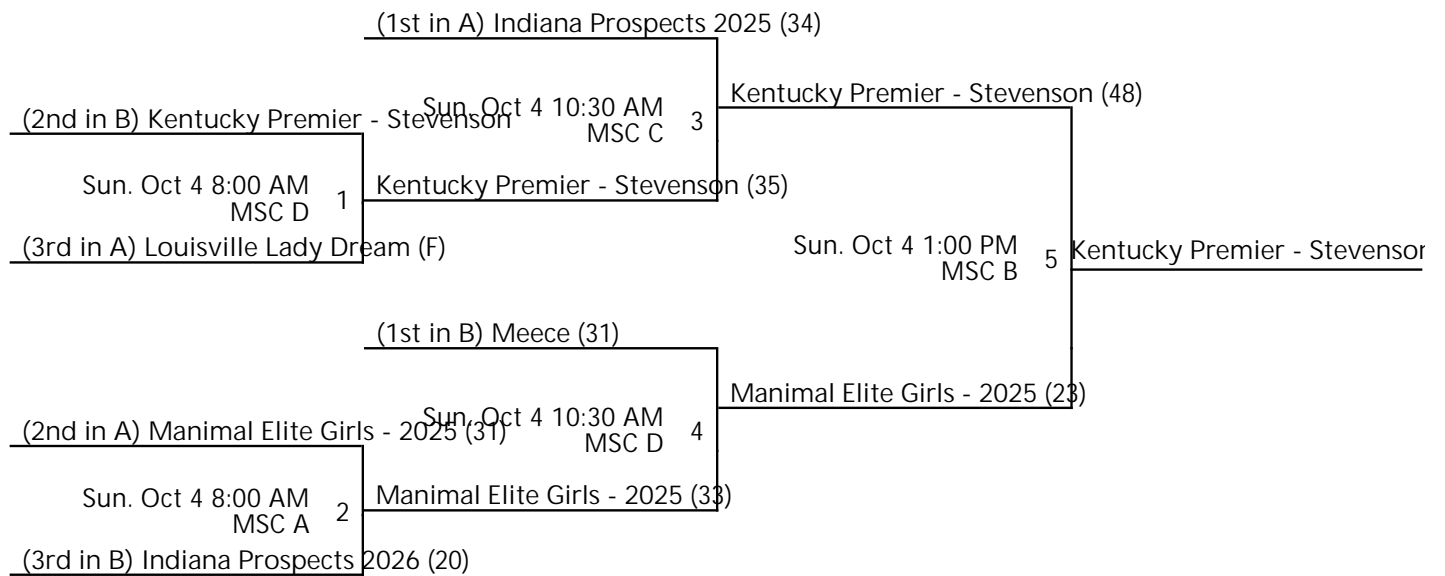 (1st in A) Indiana Prospects 2025 (34)
Kentucky Premier - Stevenson (48)
Sun. Oct 4 10:30 AM
MSC C 3
(2nd in B) Kentucky Premier - Stevenson
Sun. Oct 4 8:00 AM
MSC D 1
Kentucky Premier - Stevenson (35)
(3rd in A) Louisville Lady Dream (F)
Sun. Oct 4 1:00 PM
MSC B 5
Kentucky Premier - Stevenson
(1st in B) Meece (31)
Manimal Elite Girls - 2025 (23)
Sun. Oct 4 10:30 AM
MSC D 4
(2nd in A) Manimal Elite Girls - 2025 (31)
Sun. Oct 4 8:00 AM
MSC A 2
Manimal Elite Girls - 2025 (33)
(3rd in B) Indiana Prospects 2026 (20)